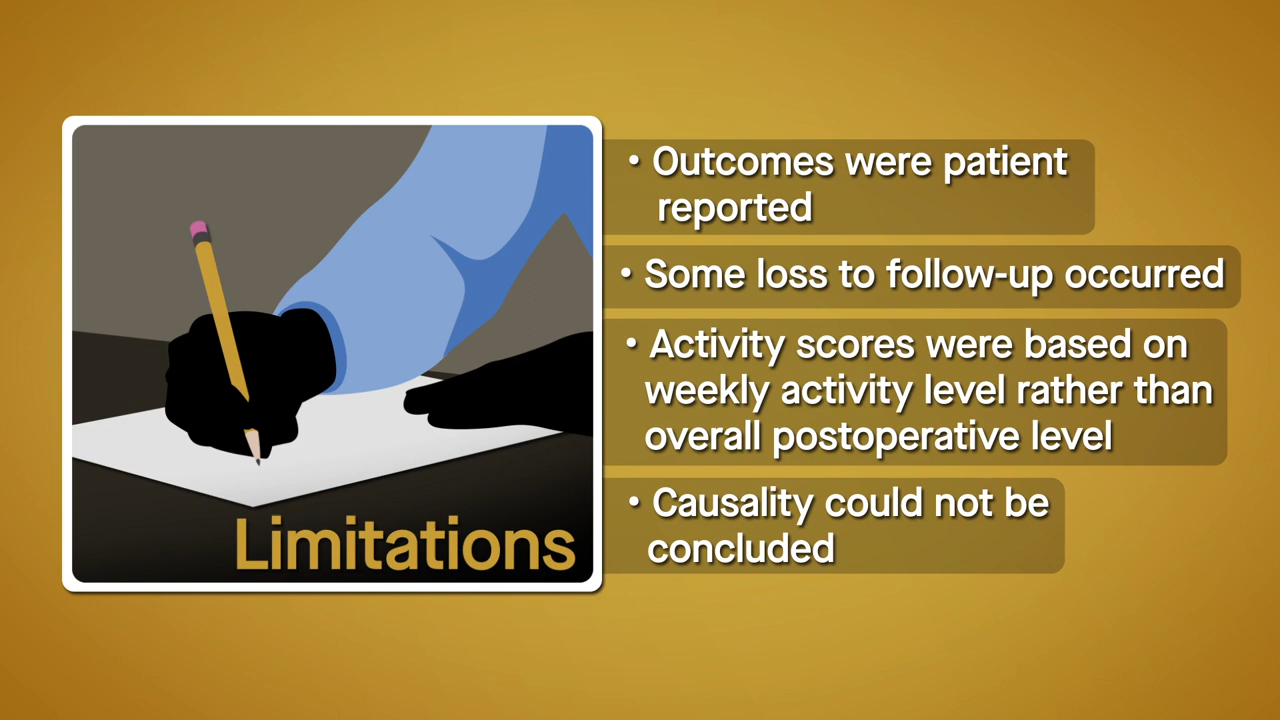 Limitations
• Outcomes were patient
reported
• Some loss to follow-up occurred
• Activity scores were based on
weekly activity level rather than
overall postoperative level
• Causality could not be
concluded